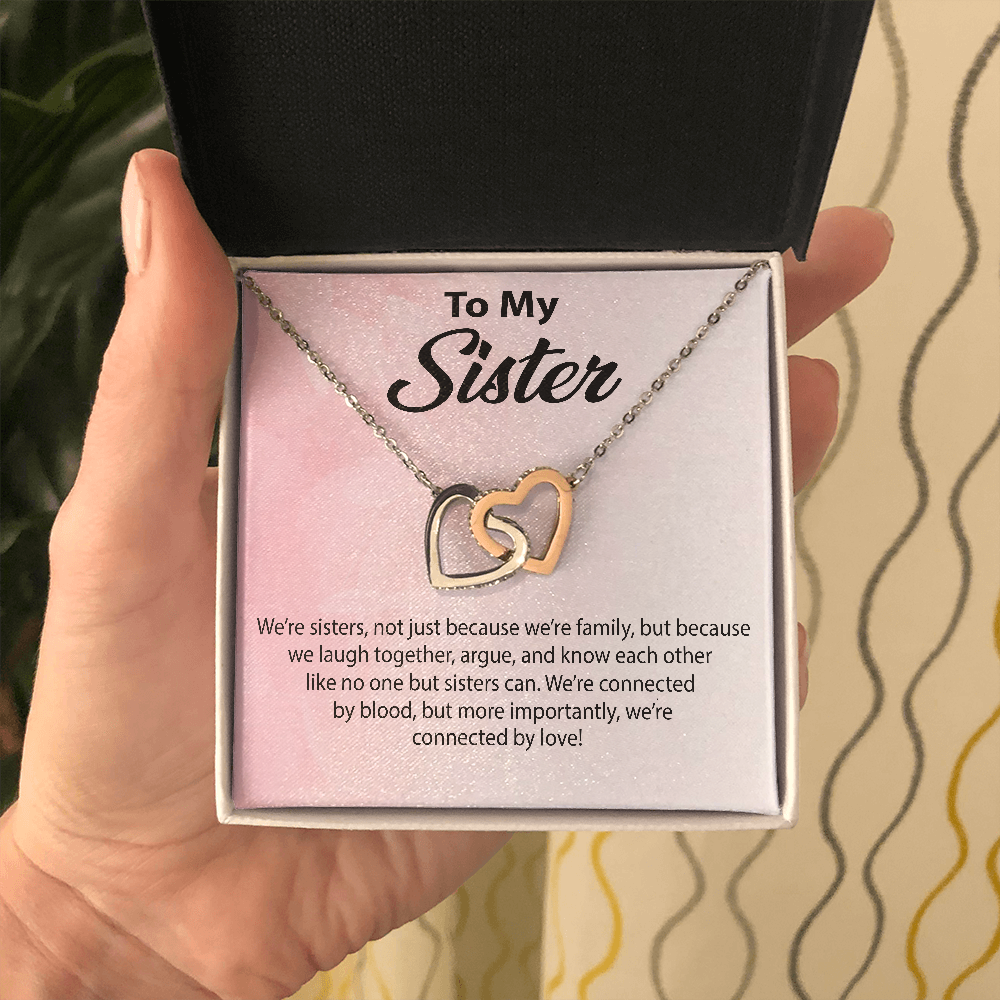 To My
Sister
We’re sisters, not just because we’re family, but because
we laugh together, argue, and know each other
like no one but sisters can. We’re connected
by blood, but more importantly, we’re
connected by love!